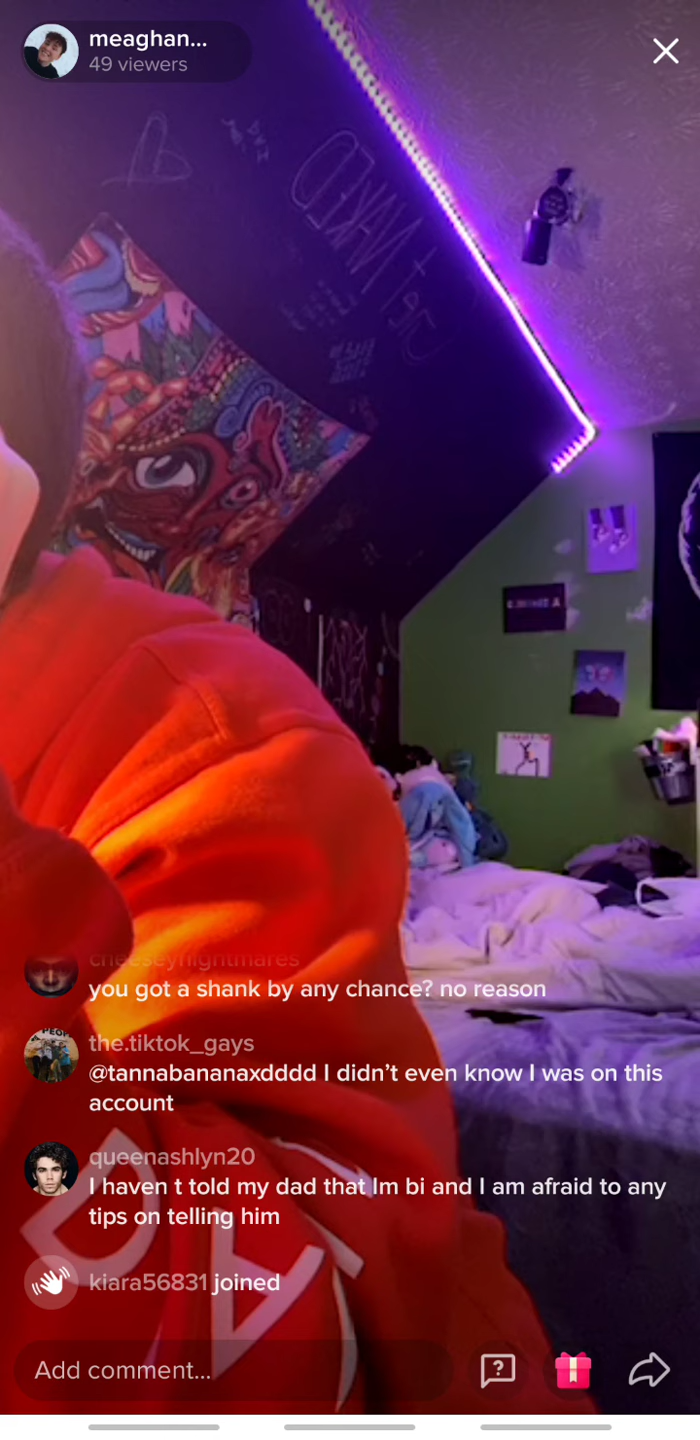 meaghan...
49 viewers
NAKED
cheeseynightmares
you got a shank by any chance? no reason
the.tiktok_gays
@tannabananaxdddd I didn't even know I was on this
account
queenashlyn20
I haven t told my dad that Im bi and I am afraid to any
tips on telling him
kiara56831 joined
Add comment...